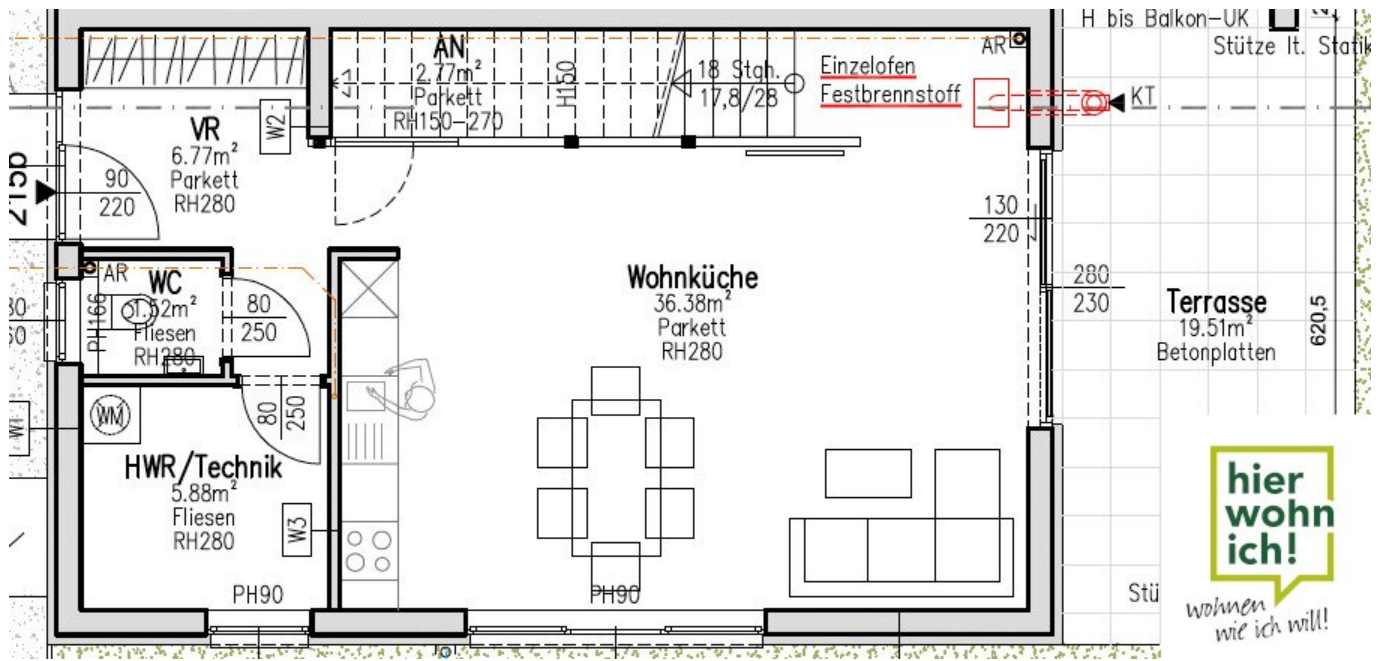 H bis Balkon-UK
Stütze lt. Statik
AN
2.77m²
Parkett
RH150-270
H150
18 Stgh.
17,8/28
Einzelofen
Festbrennstoff
AR
KT
W2
VR
6.77m²
Parkett
RH280
90
220
215b
130
220
280
230
AR
WC
1.52m²
Fliesen
RH280
PH166
80
250
Wohnküche
36.38m²
Parkett
RH280
Terrasse
19.51m²
Betonplatten
620,5
80
250
WM
HWR/Technik
5.88m²
Fliesen
RH280
W3
PH90
PH90
Stü
hier
wohn
ich!
wohnen
wie ich will!